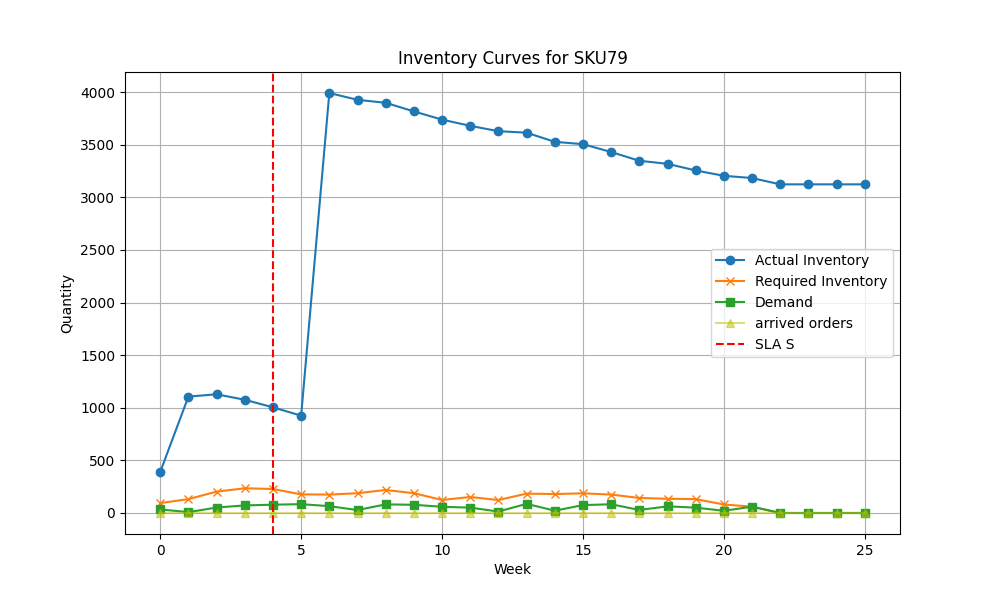 Inventory Curves for SKU79
Quantity
4000
3500
3000
2500
2000
1500
1000
500
0
Actual Inventory
Required Inventory
Demand
arrived orders
SLA S
0 5 10 15 20 25
Week